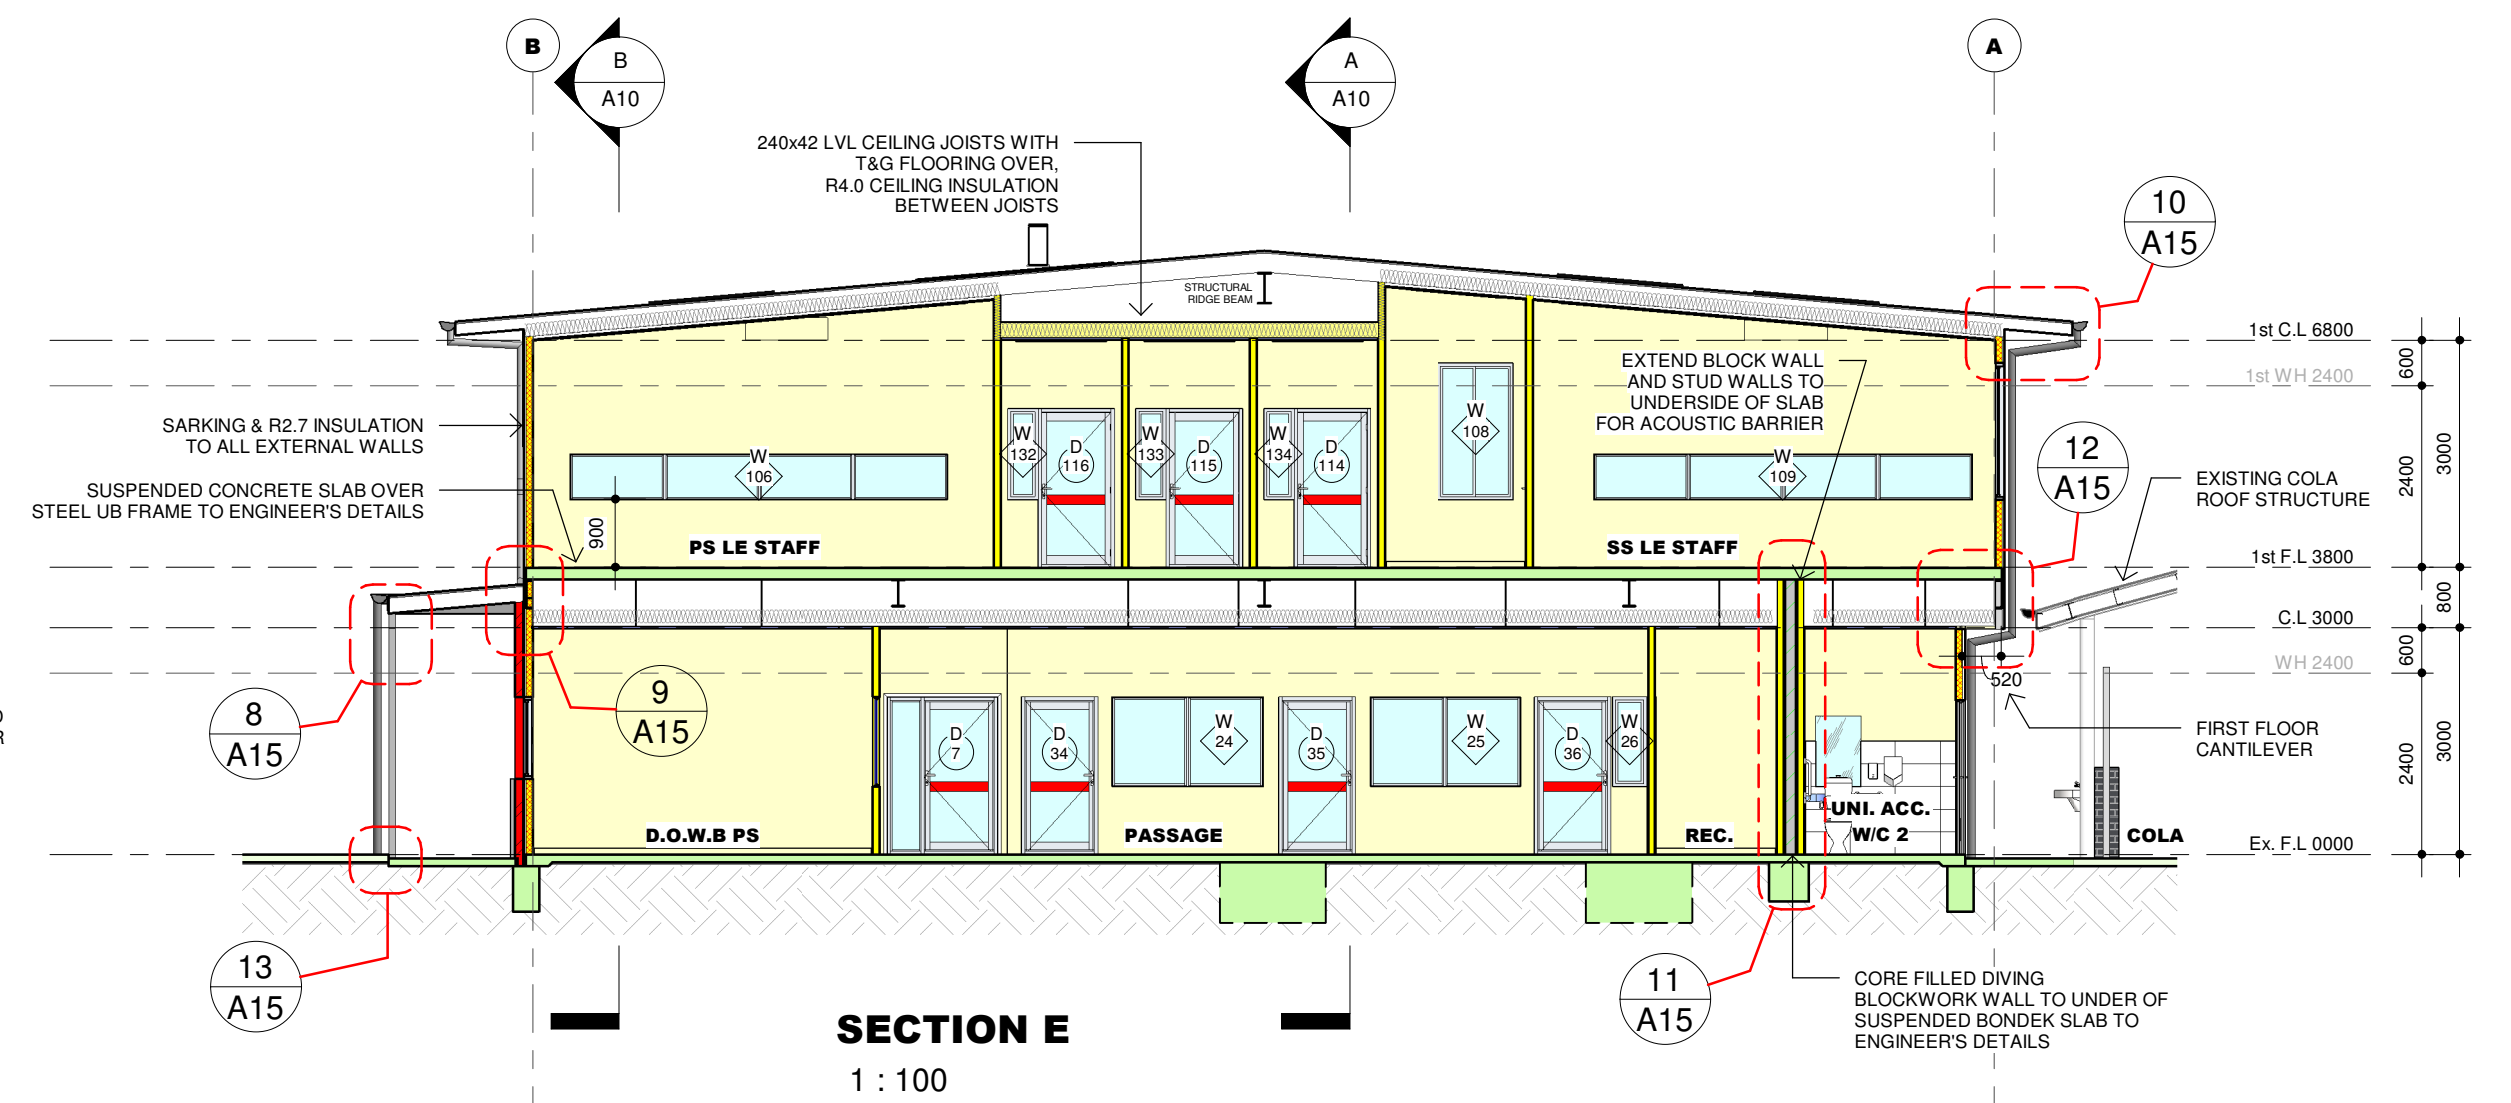 B
B
A10
A
A10
A
240x42 LVL CEILING JOISTS WITH
T&G FLOORING OVER,
R4.0 CEILING INSULATION
BETWEEN JOISTS
10
A15
STRUCTURAL
RIDGE BEAM
1st C.L 6800
600
1st WH 2400
EXTEND BLOCK WALL
AND STUD WALLS TO
UNDERSIDE OF SLAB
FOR ACOUSTIC BARRIER
SARKING & R2.7 INSULATION
TO ALL EXTERNAL WALLS
SUSPENDED CONCRETE SLAB OVER
STEEL UB FRAME TO ENGINEER'S DETAILS
W
106
W
132
D
116
W
133
D
115
W
134
D
114
W
108
W
109
12
A15
EXISTING COLA
ROOF STRUCTURE
2400
3000
900
PS LE STAFF
SS LE STAFF
1st F.L 3800
800
C.L 3000
600
WH 2400
520
8
A15
9
A15
FIRST FLOOR
CANTILEVER
D
7
D
34
W
24
D
35
W
25
D
36
W
26
2400
3000
D.O.W.B PS
PASSAGE
REC.
UNI. ACC.
W/C 2
COLA
Ex. F.L 0000
13
A15
11
A15
CORE FILLED DIVING
BLOCKWORK WALL TO UNDER OF
SUSPENDED BONDEK SLAB TO
ENGINEER'S DETAILS
SECTION E
1 : 100